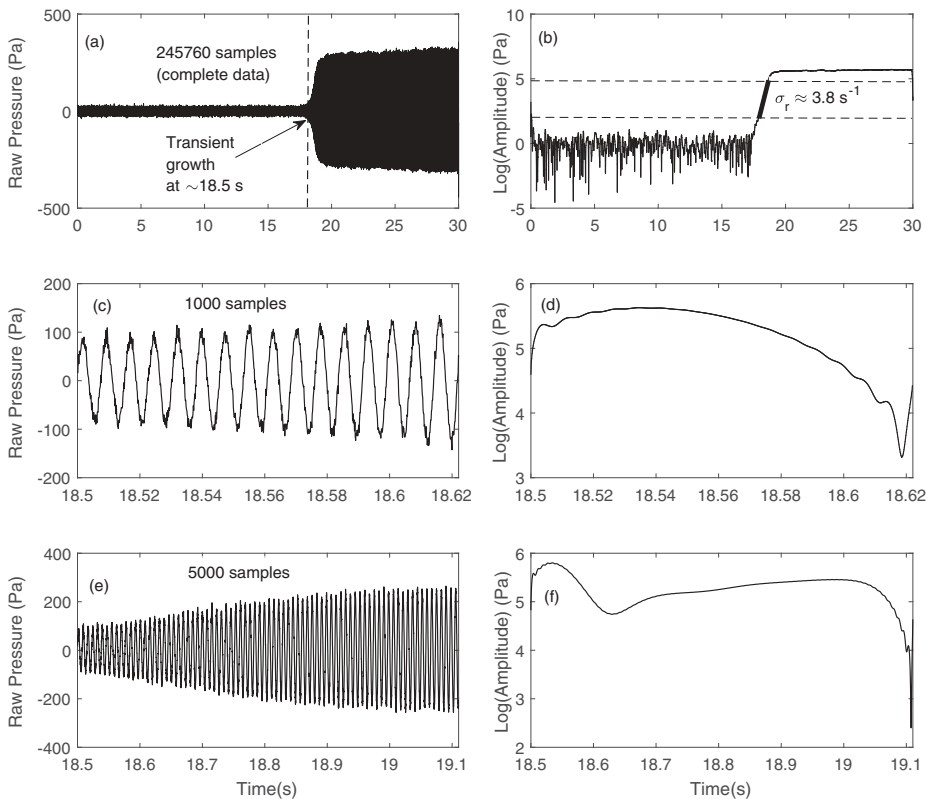 500
0
-500
Raw Pressure (Pa)
(a)
245760 samples
(complete data)
Transient
growth
at ∼18.5 s
0 5 10 15 20 25 30
10
5
0
-5
Log(Amplitude) (Pa)
(b)
σr ≈ 3.8 s-1
0 5 10 15 20 25 30
200
100
0
-100
-200
Raw Pressure (Pa)
(c)
1000 samples
18.5 18.52 18.54 18.56 18.58 18.6 18.62
6
5
4
3
Log(Amplitude) (Pa)
(d)
18.5 18.52 18.54 18.56 18.58 18.6 18.62
400
200
0
-200
-400
Raw Pressure (Pa)
(e)
5000 samples
18.5 18.6 18.7 18.8 18.9 19 19.1
Time(s)
6
5
4
3
2
Log(Amplitude) (Pa)
(f)
18.5 18.6 18.7 18.8 18.9 19 19.1
Time(s)